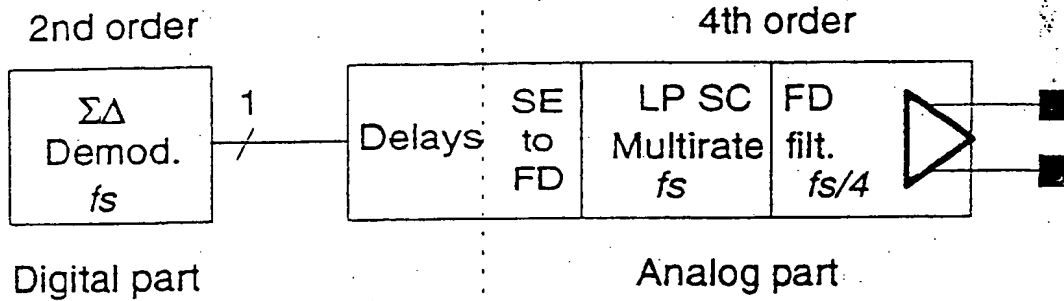 2nd order
4th order
ΣΔ
Demod.
fs
1
Delays
SE
to
FD
LP SC
Multirate
fs
FD
filt.
fs/4
Digital part
Analog part